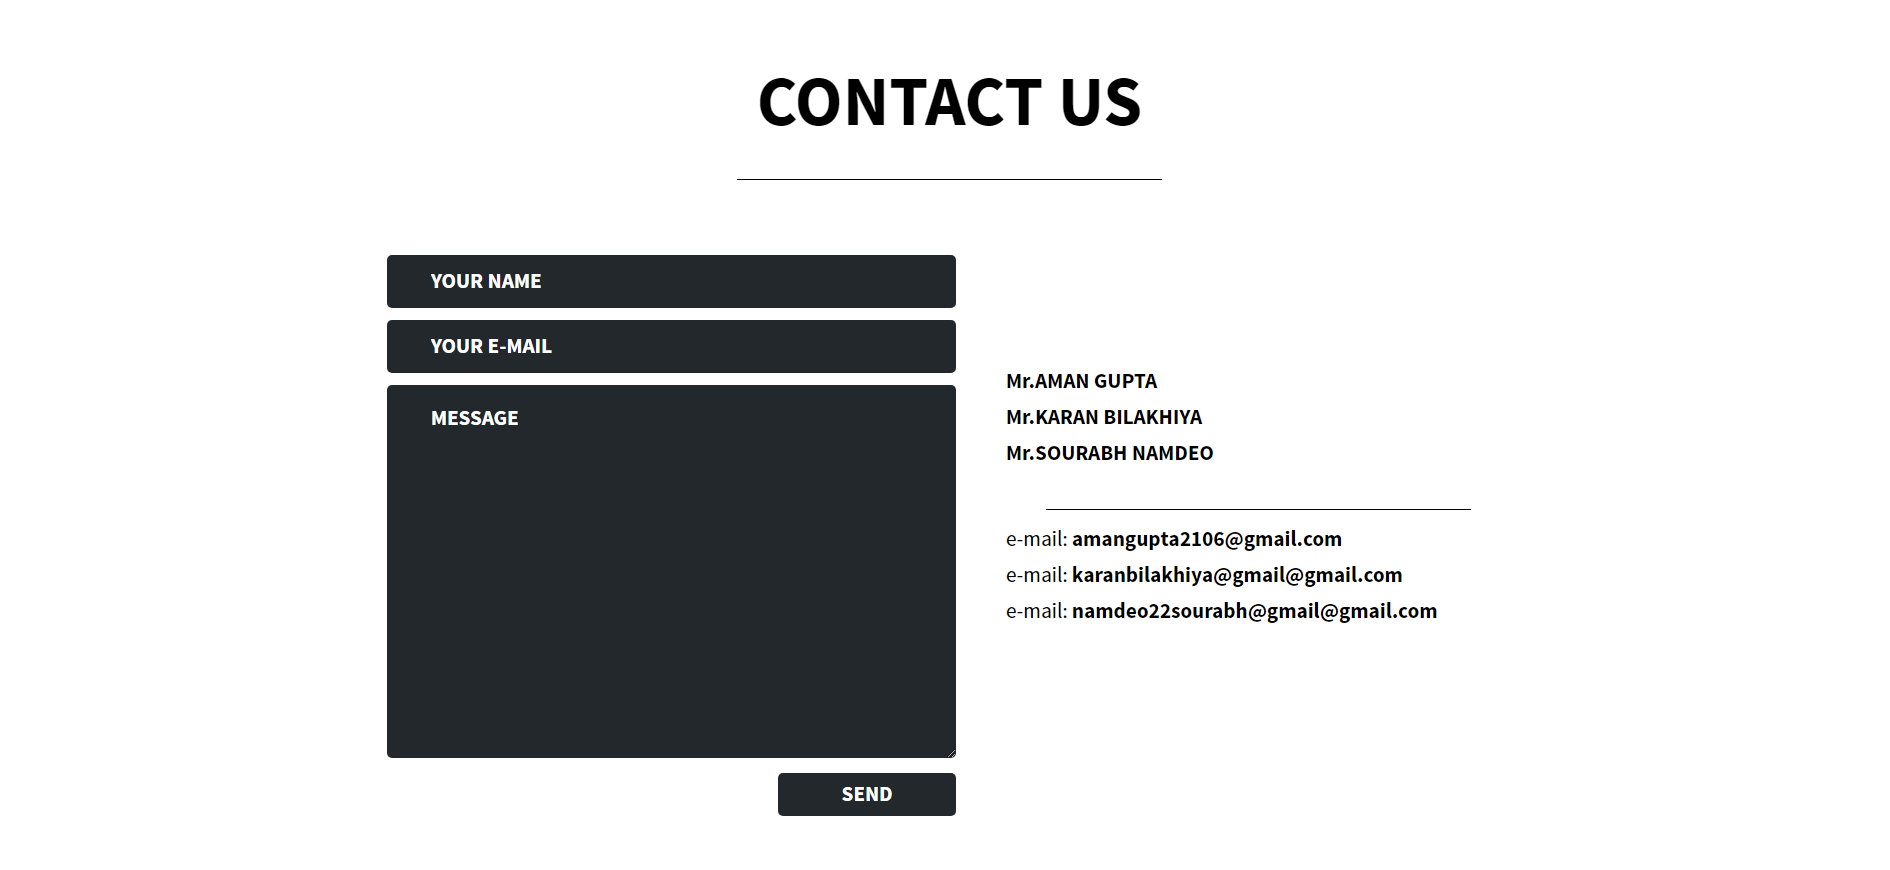 CONTACT US
YOUR NAME
YOUR E-MAIL
MESSAGE
SEND
Mr.AMAN GUPTA
Mr.KARAN BILAKHIYA
Mr.SOURABH NAMDEO
e-mail: amangupta2106@gmail.com
e-mail: karanbilakhiya@gmail@gmail.com
e-mail: namdeo22sourabh@gmail@gmail.com